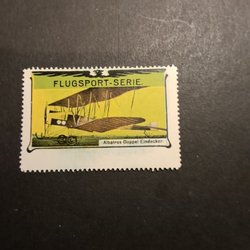 FLUGSPORT-SERIE.
Albatros Doppel Eindecker